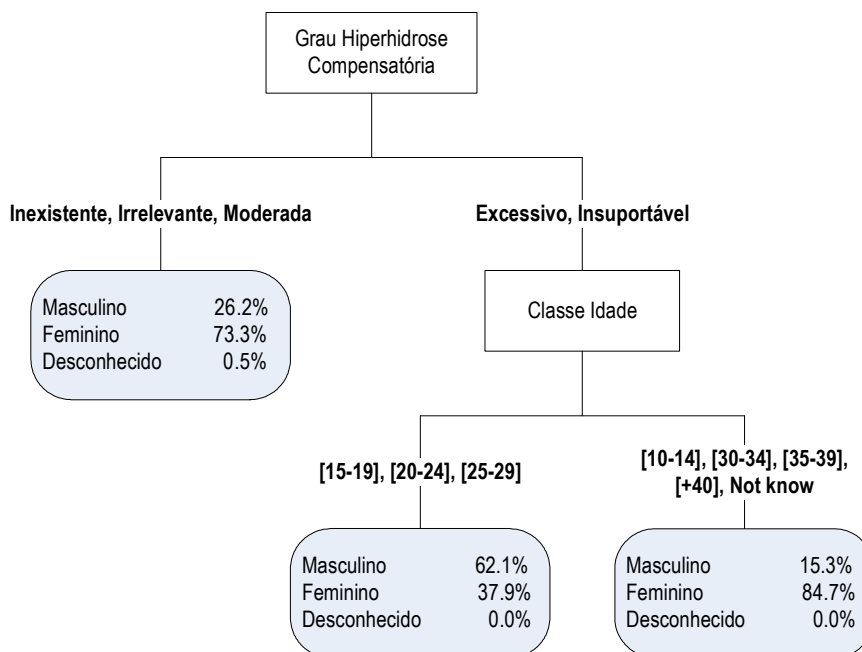 Grau Hiperhidrose
Compensatória
Inexistente, Irrelevante, Moderada
Excessivo, Insuportável
Masculino 26.2%
Feminino 73.3%
Desconhecido 0.5%
Classe Idade
[15-19], [20-24], [25-29]
[10-14], [30-34], [35-39],
[+40], Not know
Masculino 62.1%
Feminino 37.9%
Desconhecido 0.0%
Masculino 15.3%
Feminino 84.7%
Desconhecido 0.0%